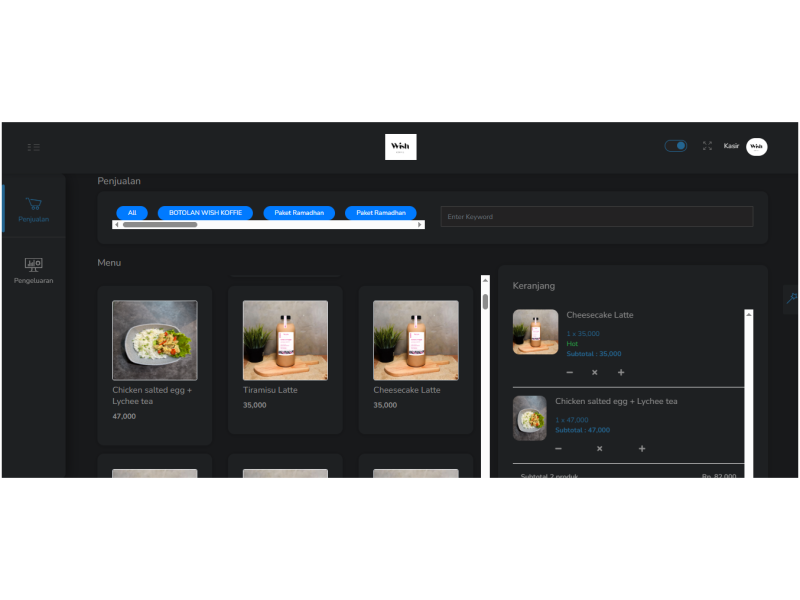 Wish
Kasir
Wish
Penjualan
Penjualan
Pengeluaran
All
BOTOLAN WISH KOFFIE
Paket Ramadhan
Paket Ramadhan
Enter Keyword
Menu
Chicken salted egg +
Lychee tea
47,000
Tiramisu Latte
35,000
Cheesecake Latte
35,000
Keranjang
Cheesecake Latte
1 x 35,000
Hot
Subtotal : 35,000
Chicken salted egg + Lychee tea
1 x 47,000
Subtotal : 47,000
Subtotal 2 produk
Rp. 82,000